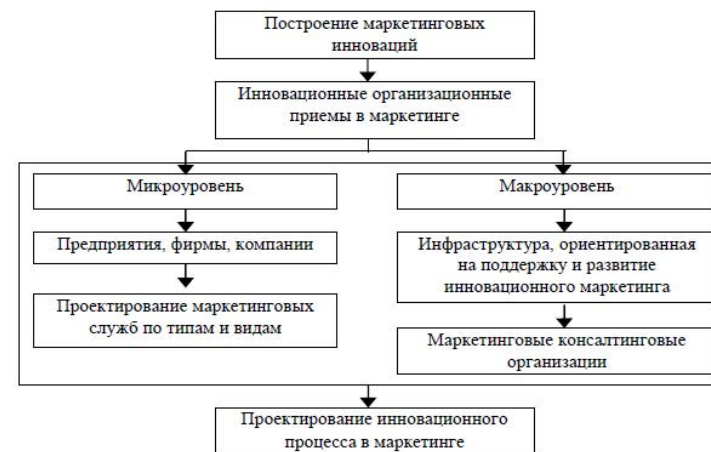 Построение маркетинговых
инноваций
Инновационные организационные
приемы в маркетинге
Микроуровень
Предприятия, фирмы, компании
Проектирование маркетинговых
служб по типам и видам
Макроуровень
Инфраструктура, ориентированная
на поддержку и развитие
инновационного маркетинга
Маркетинговые консалтинговые
организации
Проектирование инновационного
процесса в маркетинге